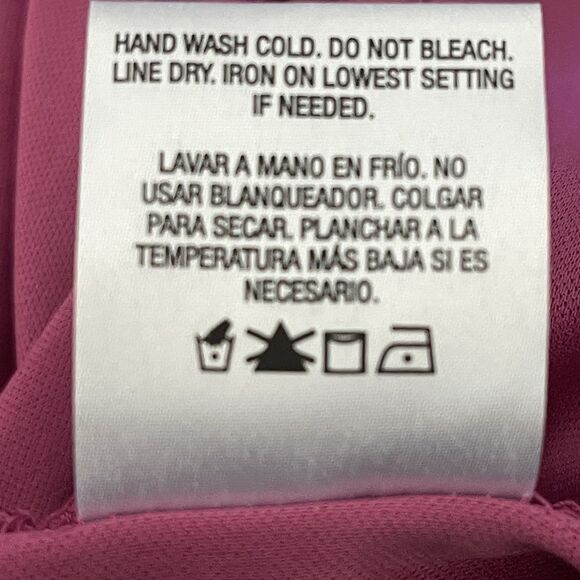 HAND WASH COLD. DO NOT BLEACH.
LINE DRY. IRON ON LOWEST SETTING
IF NEEDED.
LAVAR A MANO EN FRÍO. NO
USAR BLANQUEADOR. COLGAR
PARA SECAR. PLANCHAR A LA
TEMPERATURA MÁS BAJA SI ES
NECESARIO.